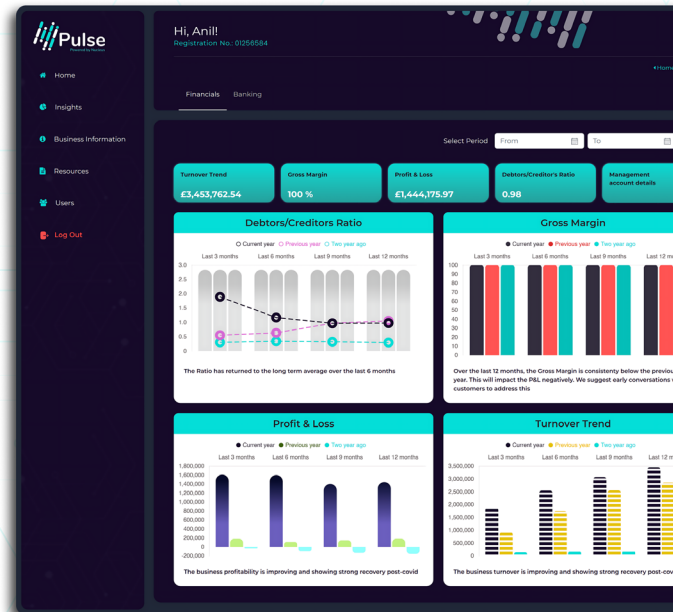 Pulse
Powered by Nucleus
Home
Insights
Business Information
Resources
Users
Log Out
Hi, Anil!
Registration No.: 01256584
Home
Financials Banking
Select Period From To
Turnover Trend
£3,453,762.54
Gross Margin
100 %
Profit & Loss
£1,444,175.97
Debtors/Creditor's Ratio
0.98
Management
account details
Debtors/Creditors Ratio
Current year Previous year Two year ago
Last 3 months Last 6 months Last 9 months Last 12 months
3.0
2.5
2.0
1.5
1.0
0.5
0
The Ratio has returned to the long term average over the last 6 months
Gross Margin
Current year Previous year Two year ago
Last 3 months Last 6 months Last 9 months Last 12 m
100
90
80
70
60
50
40
30
20
10
0
Over the last 12 months, the Gross Margin is consistenty below the previou
year. This will impact the P&L negatively. We suggest early conversations
customers to address this
Profit & Loss
Current year Previous year Two year ago
Last 3 months Last 6 months Last 9 months Last 12 months
1,800,000
1,600,000
1,400,000
1,200,000
1,000,000
800,000
600,000
400,000
200,000
0
-200,000
The business profitability is improving and showing strong recovery post-covid
Turnover Trend
Current year Previous year Two year ago
Last 3 months Last 6 months Last 9 months Last 12 m
3,500,000
3,000,000
2,500,000
2,000,000
1,500,000
1,000,000
500,000
0
The business turnover is improving and showing strong recovery post-cov